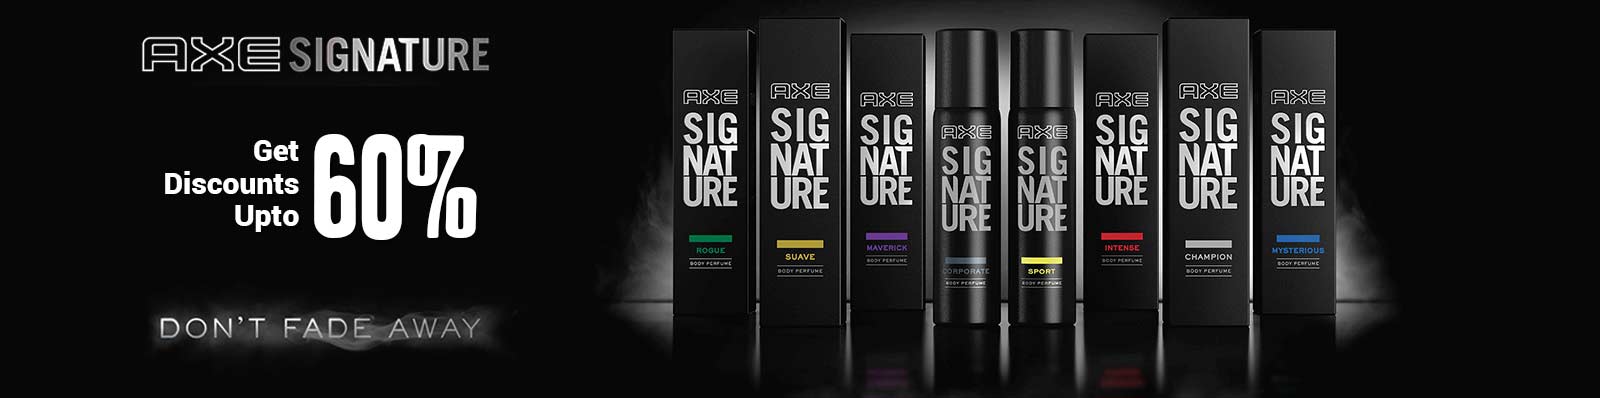 AXE SIGNATURE
Get
Discounts
Upto
60%
DON'T FADE AWAY
AXE
SIG
NAT
URE
ROGUE
BODY PERFUME
AXE
SIG
NAT
URE
SUAVE
BODY PERFUME
AXE
SIG
NAT
URE
MAVERICK
BODY PERFUME
AXE
SIG
NAT
URE
CORPORATE
BODY PERFUME
AXE
SIG
NAT
URE
SPORT
BODY PERFUME
AXE
SIG
NAT
URE
INTENSE
BODY PERFUME
AXE
SIG
NAT
URE
CHAMPION
BODY PERFUME
AXE
SIG
NAT
URE
MYSTERIOUS
BODY PERFUME